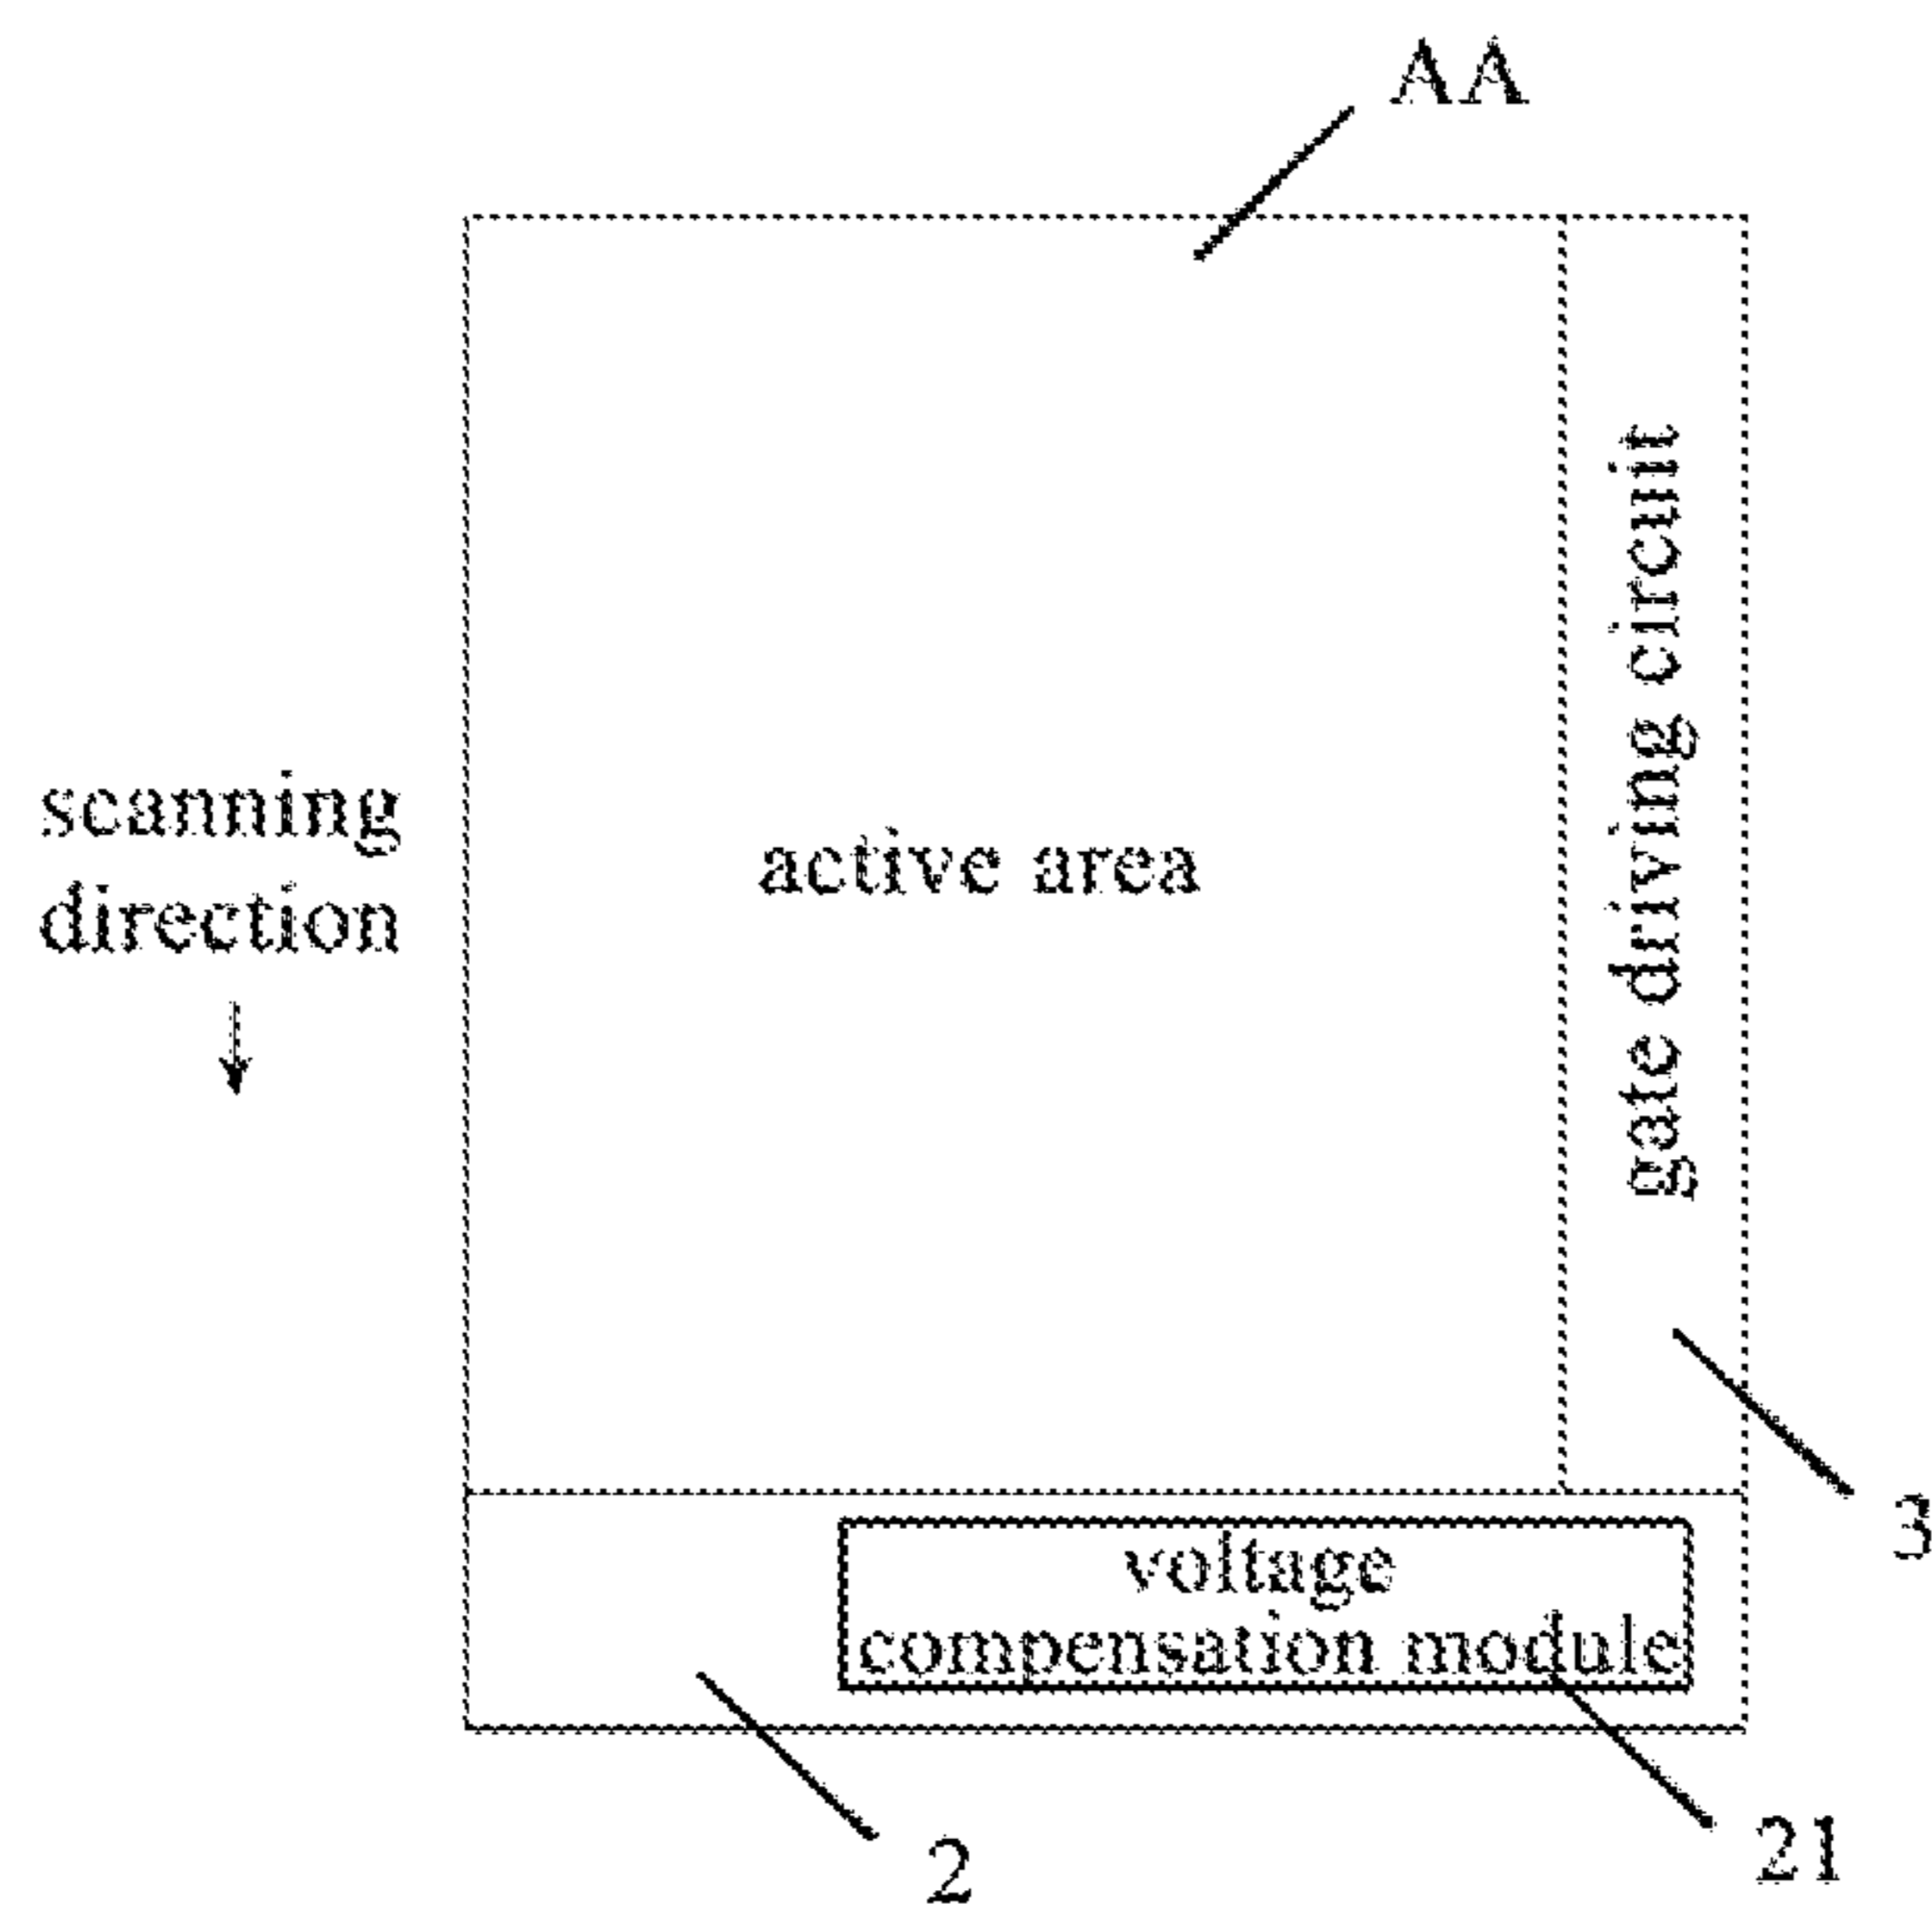 AA
scanning
direction
active area
gate driving circuit
3
voltage
compensation module
2
21